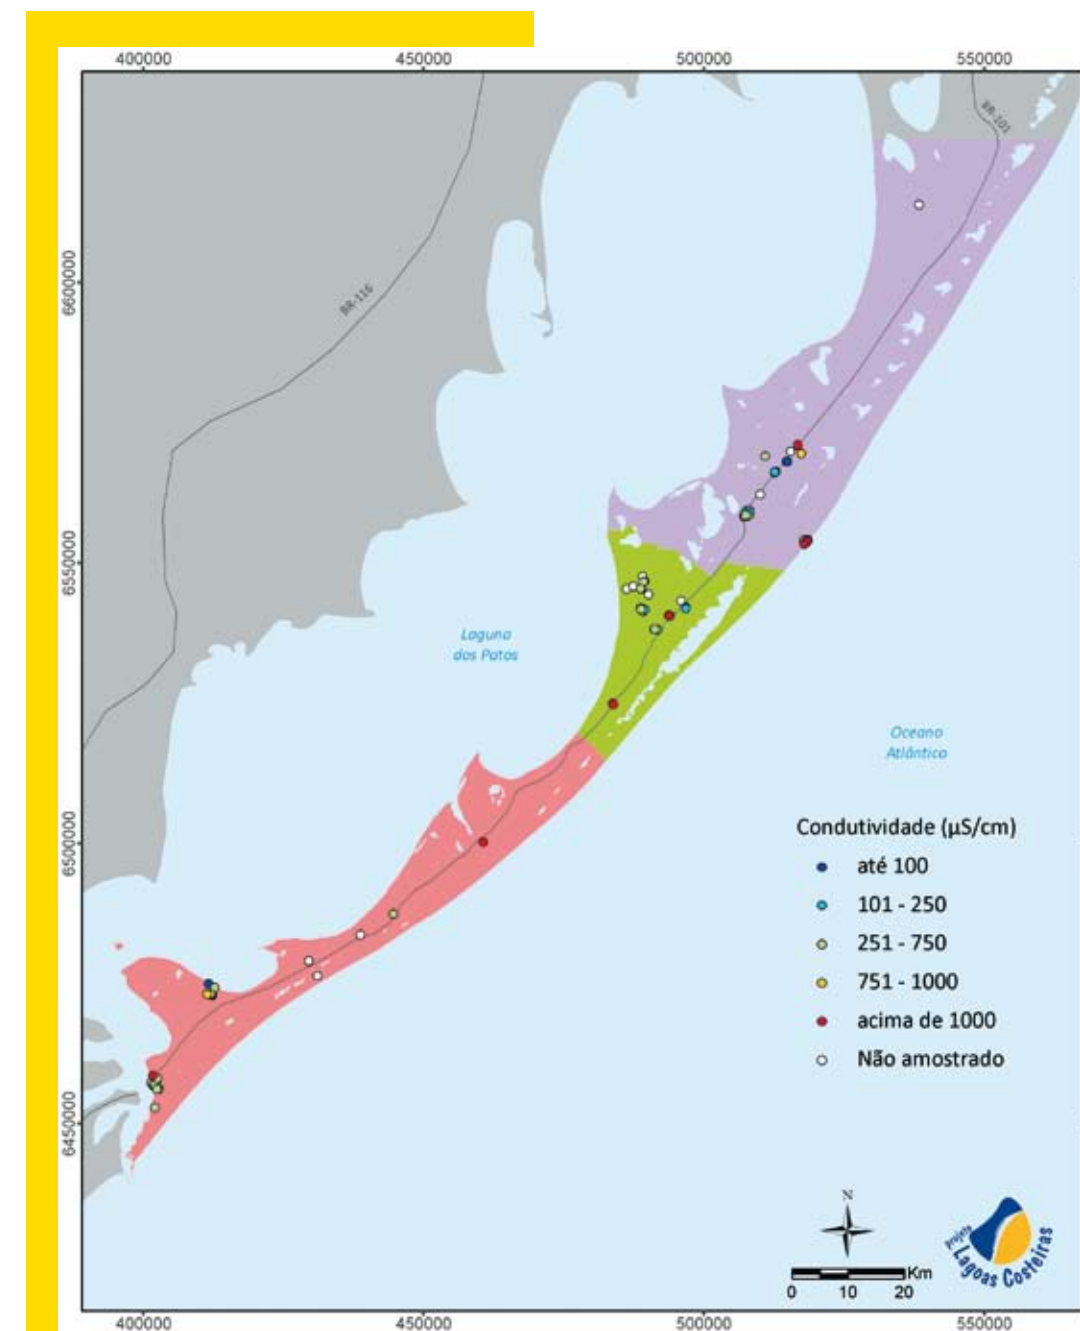 400000 450000 500000 550000
BR-101
6600000
BR-116
6550000
Laguna
dos Patos
Oceano
Atlântico
Condutividade (µS/cm)
6500000
até 100
101 - 250
251 - 750
751 - 1000
acima de 1000
Não amostrado
6450000
N
Projeto
Lagoas Costeiras
Km
0 10 20
400000 450000 500000 550000